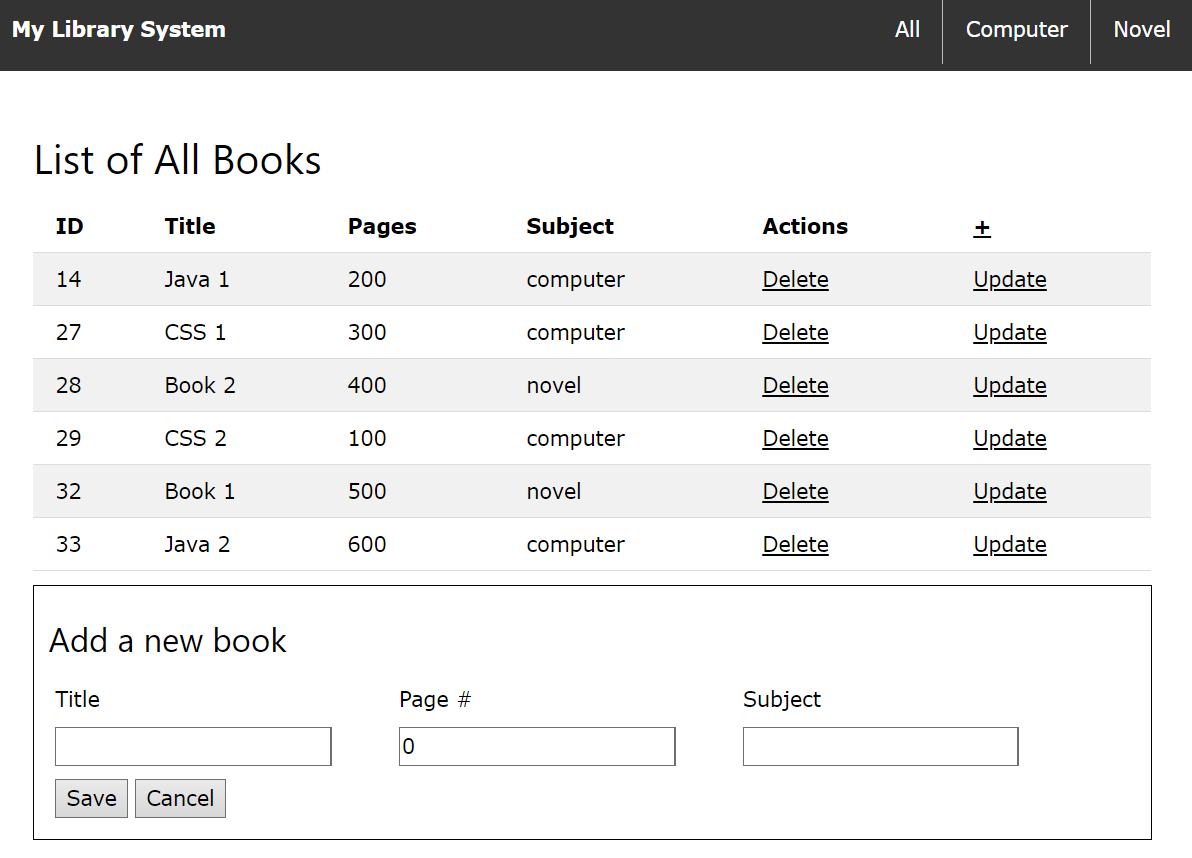 My Library System All Computer Novel
List of All Books
ID Title Pages Subject Actions +
14 Java 1 200 computer Delete Update
27 CSS 1 300 computer Delete Update
28 Book 2 400 novel Delete Update
29 CSS 2 100 computer Delete Update
32 Book 1 500 novel Delete Update
33 Java 2 600 computer Delete Update
Add a new book
Title Page # Subject
0
Save Cancel